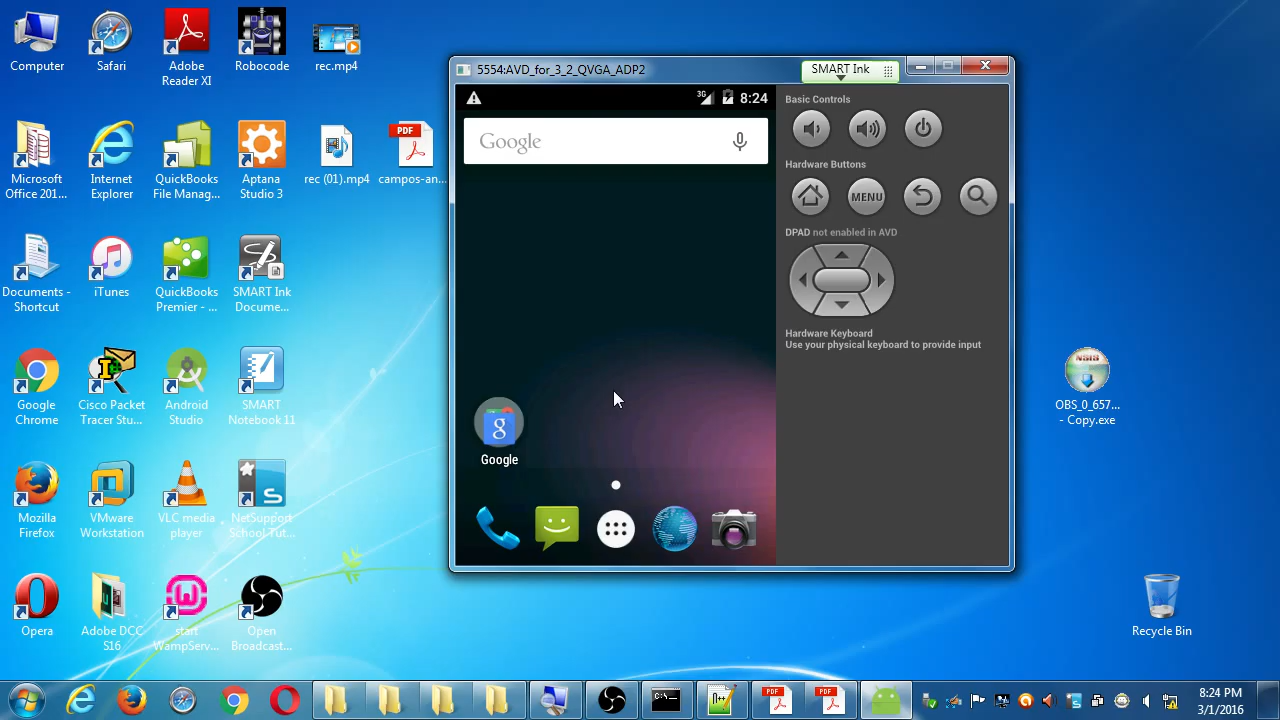 Computer
Safari
Adobe
Reader XI
Robocode
rec.mp4
Microsoft
Office 201...
Internet
Explorer
QuickBooks
File Manag...
Aptana
Studio 3
rec (01).mp4
PDF
campos-an...
Documents -
Shortcut
iTunes
QuickBooks
Premier - ...
SMART Ink
Docume...
Google
Chrome
Cisco Packet
Tracer Stu...
Android
Studio
SMART
Notebook 11
Mozilla
Firefox
VMware
Workstation
VLC media
player
NetSupport
School Tut...
Opera
Adobe DCC
S16
start
WampServ...
Open
Broadcast...
5554:AVD_for_3_2_QVGA_ADP2
SMART Ink
3G
8:24
Google
Google
Basic Controls
Hardware Buttons
MENU
DPAD not enabled in AVD
Hardware Keyboard
Use your physical keyboard to provide input
NSIS
OBS_0_657...
- Copy.exe
Recycle Bin
C:\_
PDF
PDF
8:24 PM
3/1/2016